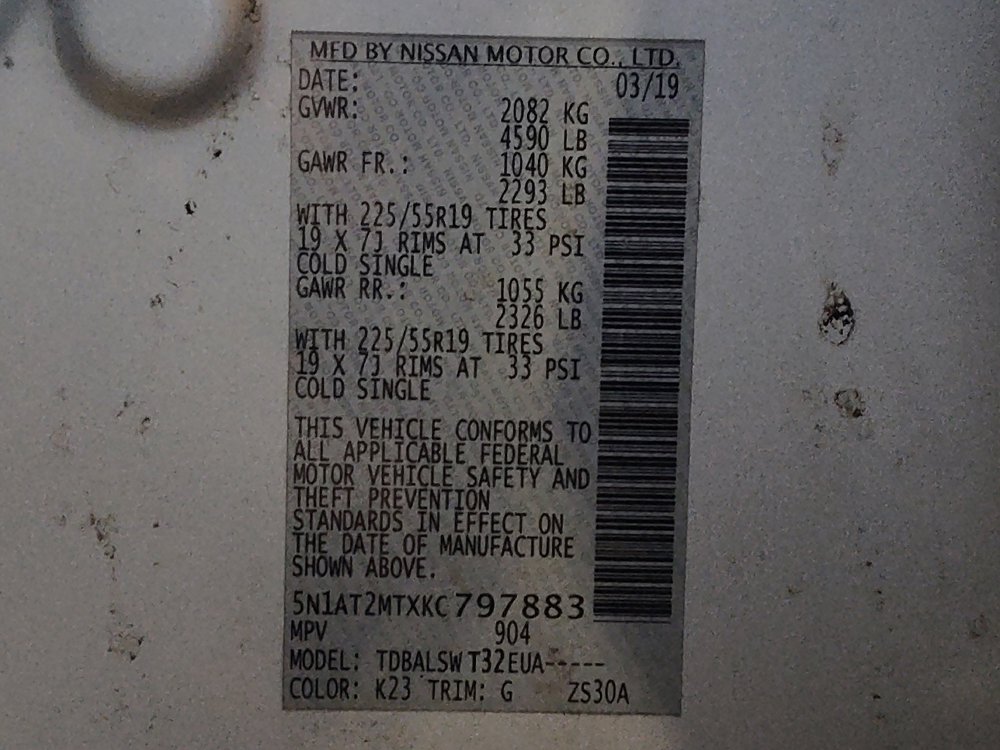 MFD BY NISSAN MOTOR CO., LTD.
DATE: 03/19
GVWR: 2082 KG
4590 LB
GAWR FR.: 1040 KG
2293 LB
WITH 225/55R19 TIRES
19 X 7J RIMS AT 33 PSI
COLD SINGLE
GAWR RR.: 1055 KG
2326 LB
WITH 225/55R19 TIRES
19 X 7J RIMS AT 33 PSI
COLD SINGLE
THIS VEHICLE CONFORMS TO
ALL APPLICABLE FEDERAL
MOTOR VEHICLE SAFETY AND
THEFT PREVENTION
STANDARDS IN EFFECT ON
THE DATE OF MANUFACTURE
SHOWN ABOVE.
5N1AT2MTXKC797883
MPV 904
MODEL: TDBALSW T32EUA-----
COLOR: K23 TRIM: G ZS30A